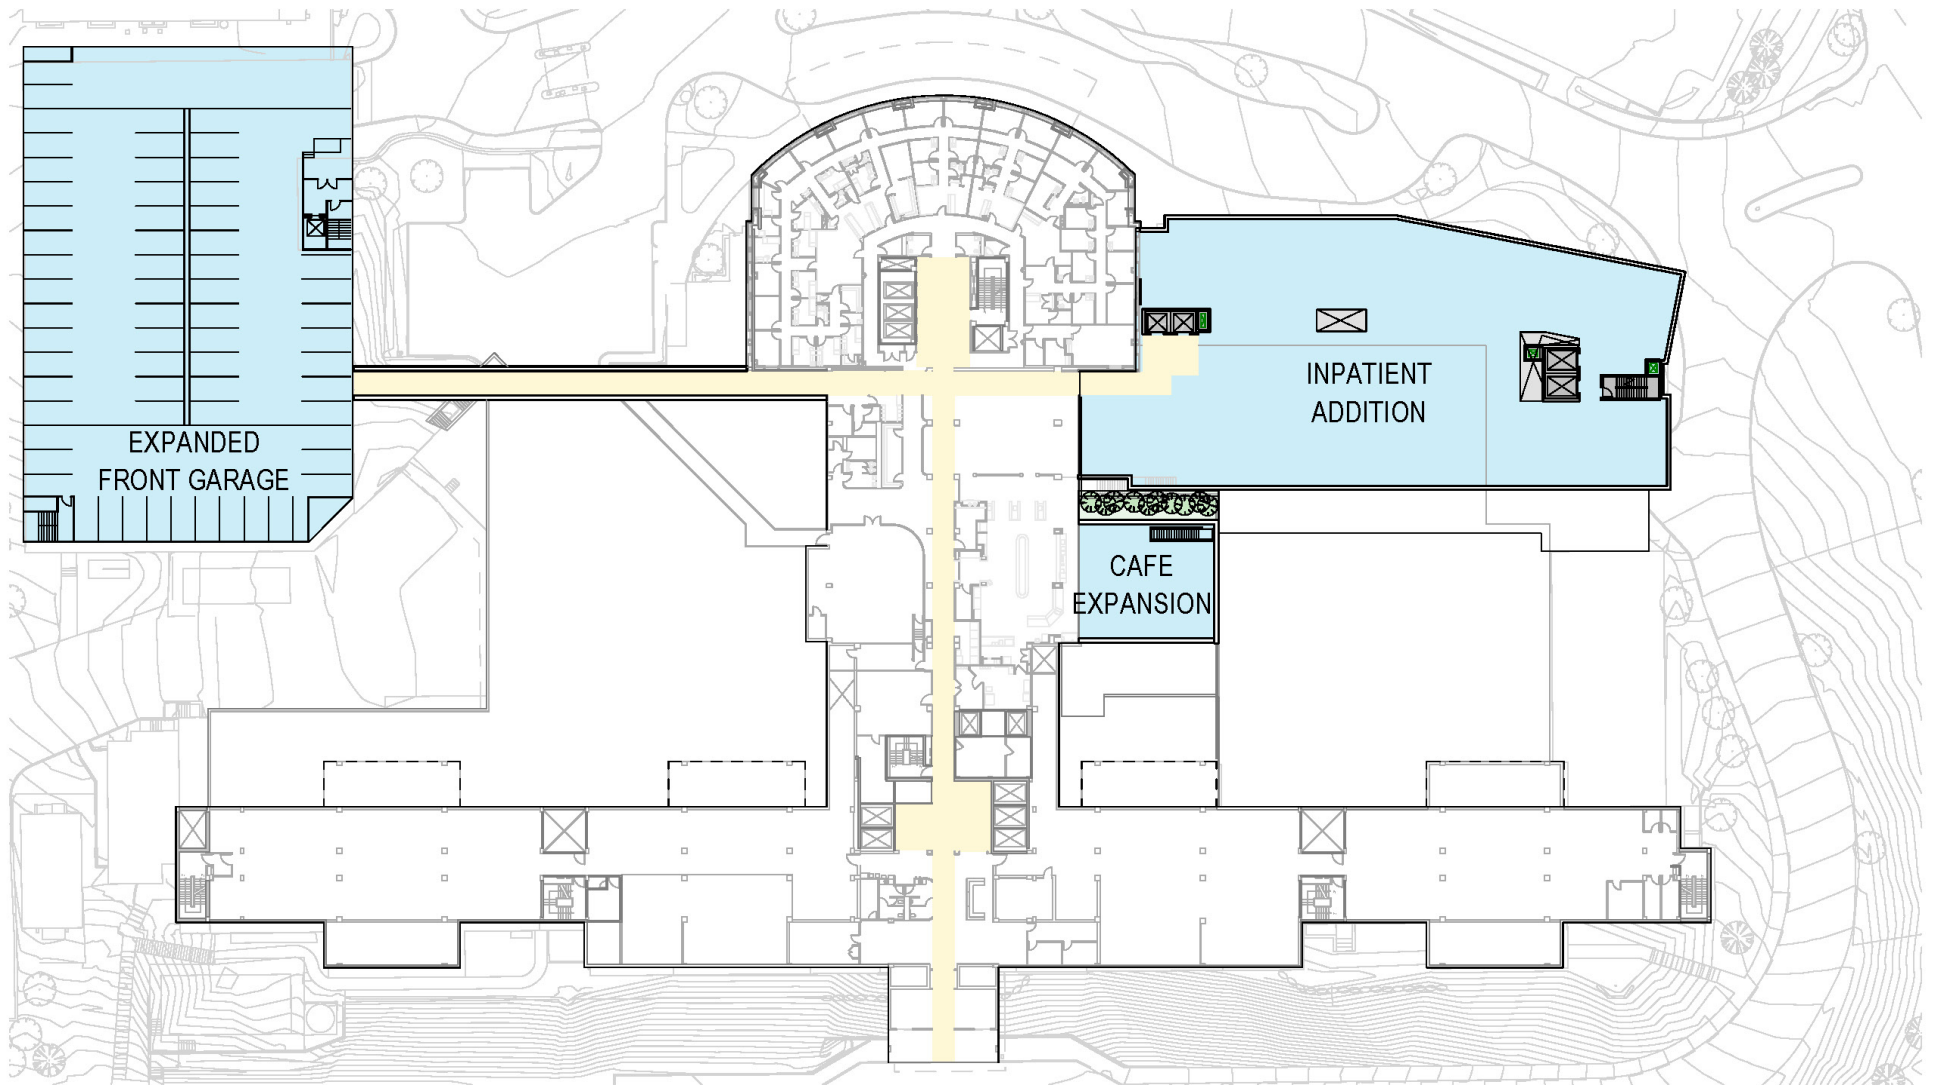 EXPANDED
FRONT GARAGE
INPATIENT
ADDITION
CAFE
EXPANSION